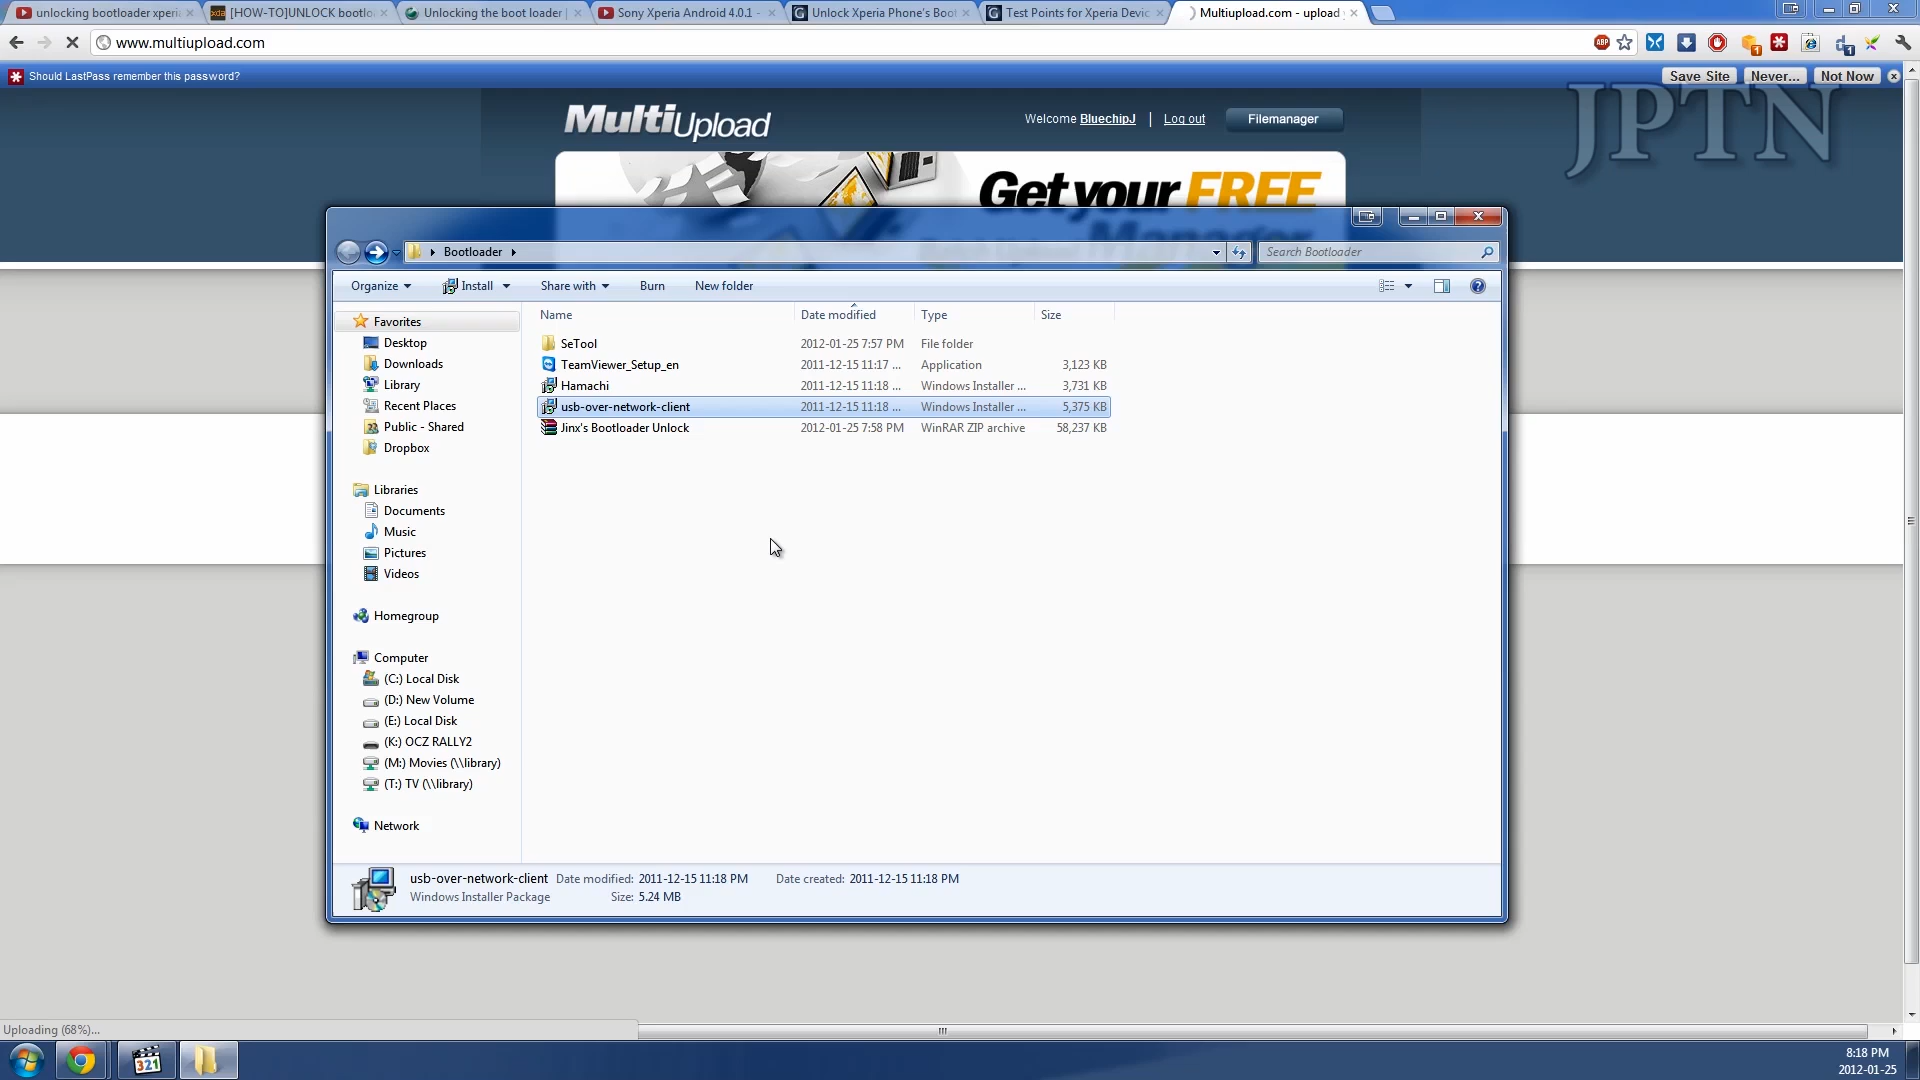 unlocking bootloader xperi
[HOW-TO]UNLOCK bootlo
Unlocking the boot loader |
Sony Xperia Android 4.0.1 -
Unlock Xperia Phone's Boot
Test Points for Xperia Devic
Multiupload.com - upload
www.multiupload.com
Should LastPass remember this password?
Save Site
Never...
Not Now
JPTN
MultiUpload
Welcome BluechipJ | Log out
Filemanager
Get your FREE
Manager
Bootloader
Search Bootloader
Organize
Install
Share with
Burn
New folder
Name Date modified Type Size
SeTool 2012-01-25 7:57 PM File folder
TeamViewer_Setup_en 2011-12-15 11:17 ... Application 3,123 KB
Hamachi 2011-12-15 11:18 ... Windows Installer ... 3,731 KB
usb-over-network-client 2011-12-15 11:18 ... Windows Installer ... 5,375 KB
Jinx's Bootloader Unlock 2012-01-25 7:58 PM WinRAR ZIP archive 58,237 KB
Favorites
Desktop
Downloads
Library
Recent Places
Public - Shared
Dropbox
Libraries
Documents
Music
Pictures
Videos
Homegroup
Computer
(C:) Local Disk
(D:) New Volume
(E:) Local Disk
(K:) OCZ RALLY2
(M:) Movies (\\library)
(T:) TV (\\library)
Network
usb-over-network-client Date modified: 2011-12-15 11:18 PM Date created: 2011-12-15 11:18 PM
Windows Installer Package Size: 5.24 MB
Uploading (68%)...
321
8:18 PM
2012-01-25